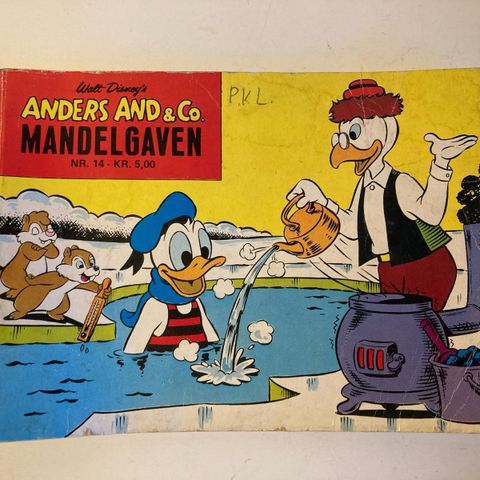 Walt Disney's
ANDERS AND & Co.
MANDELGAVEN
NR. 14 - KR. 5,00
P.V.L.